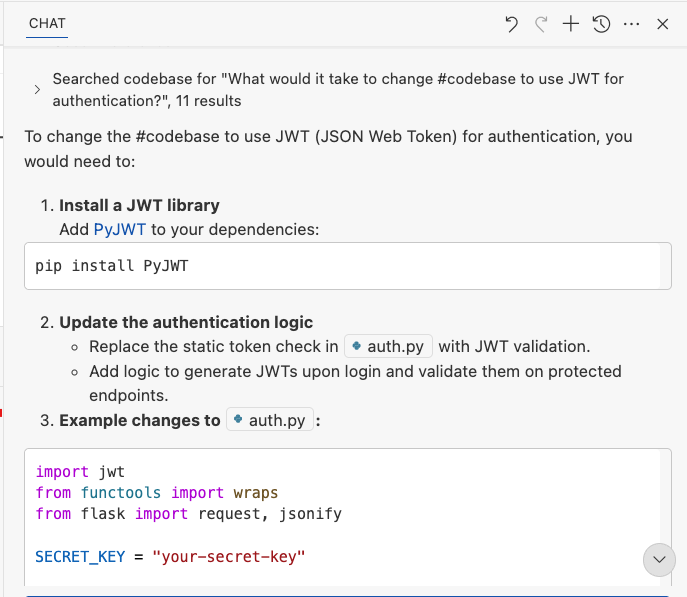 CHAT
Searched codebase for "What would it take to change #codebase to use JWT for
authentication?", 11 results
To change the #codebase to use JWT (JSON Web Token) for authentication, you
would need to:
1. Install a JWT library
Add PyJWT to your dependencies:
pip install PyJWT
2. Update the authentication logic
Replace the static token check in auth.py with JWT validation.
Add logic to generate JWTs upon login and validate them on protected
endpoints.
3. Example changes to auth.py :
import jwt
from functools import wraps
from flask import request, jsonify
SECRET_KEY = "your-secret-key"